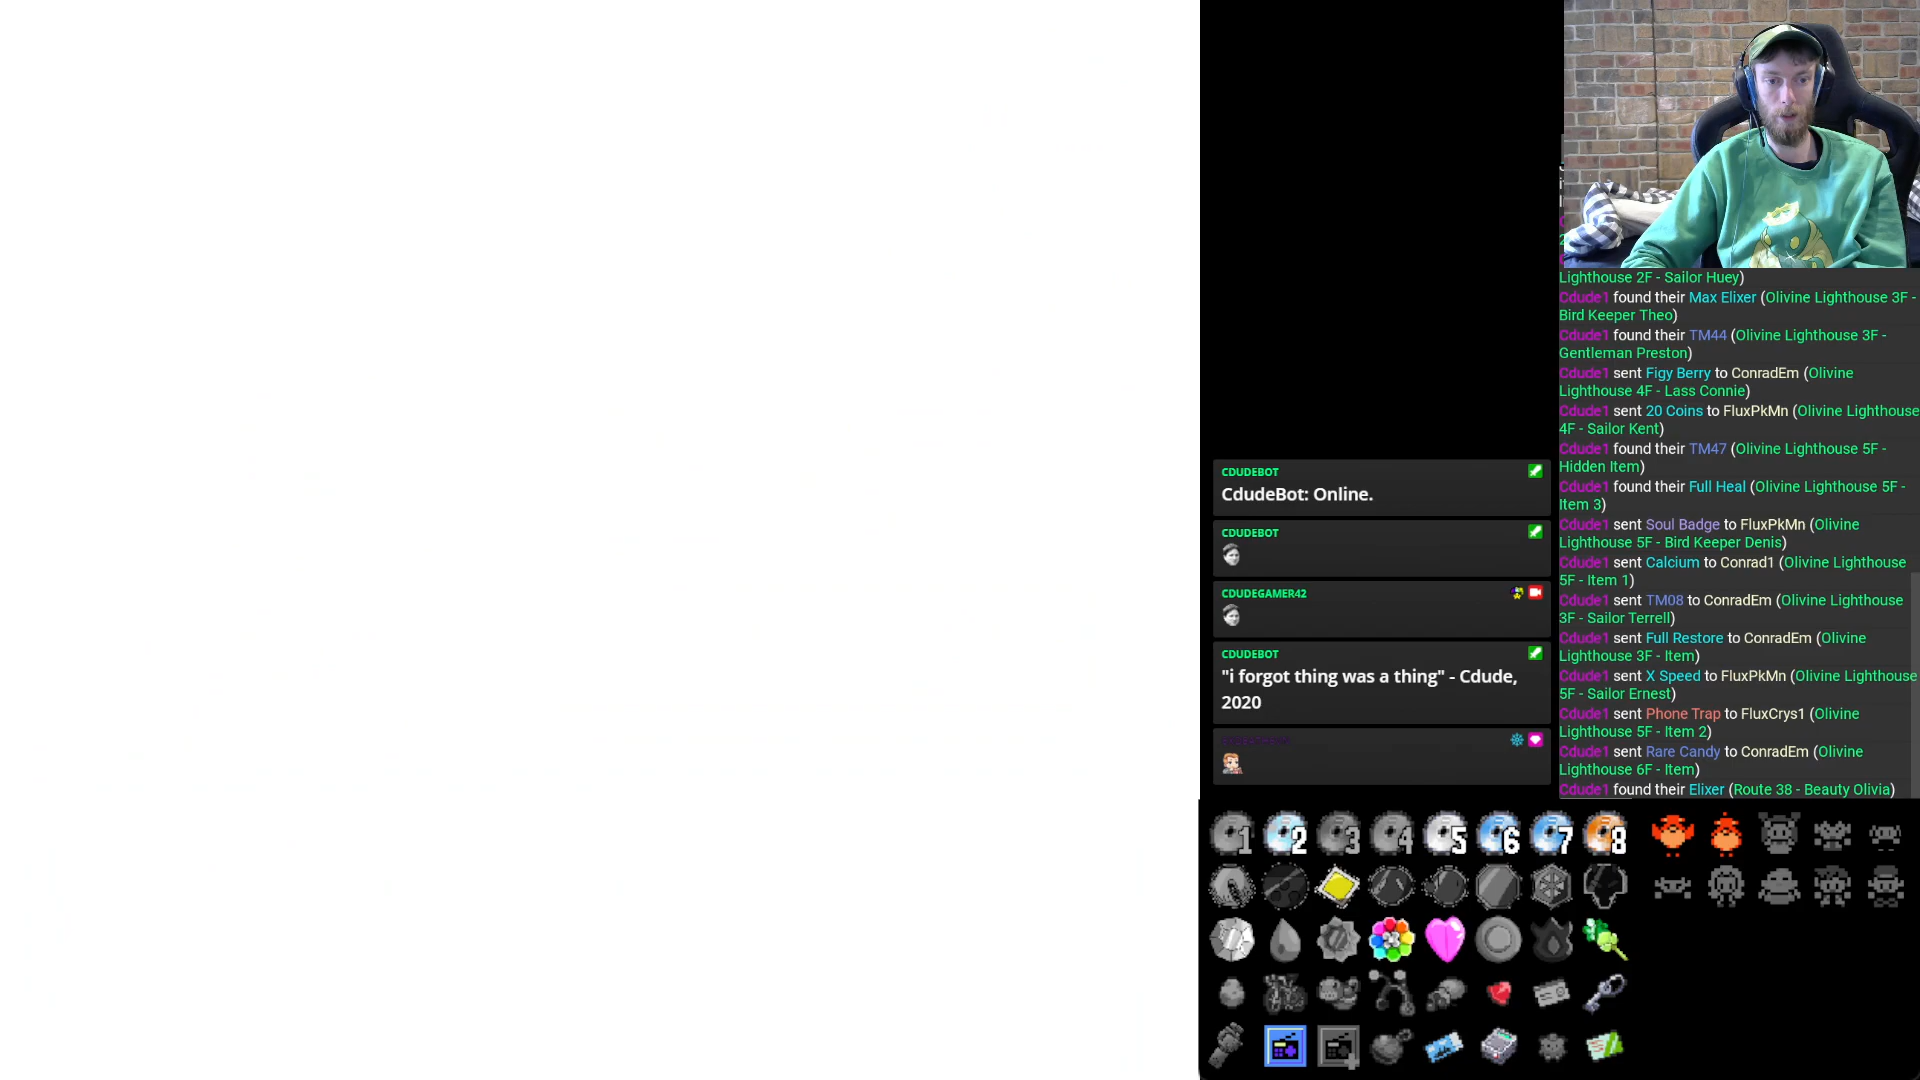 CDUDEBOT
CdudeBot: Online.
CDUDEBOT
CDUDEGAMER42
CDUDEBOT
"i forgot thing was a thing" - Cdude,
2020
Lighthouse 2F - Sailor Huey)
Cdude1 found their Max Elixer (Olivine Lighthouse 3F -
Bird Keeper Theo)
Cdude1 found their TM44 (Olivine Lighthouse 3F -
Gentleman Preston)
Cdude1 sent Figy Berry to ConradEm (Olivine
Lighthouse 4F - Lass Connie)
Cdude1 sent 20 Coins to FluxPkMn (Olivine Lighthouse
4F - Sailor Kent)
Cdude1 found their TM47 (Olivine Lighthouse 5F -
Hidden Item)
Cdude1 found their Full Heal (Olivine Lighthouse 5F -
Item 3)
Cdude1 sent Soul Badge to FluxPkMn (Olivine
Lighthouse 5F - Bird Keeper Denis)
Cdude1 sent Calcium to Conrad1 (Olivine Lighthouse
5F - Item 1)
Cdude1 sent TM08 to ConradEm (Olivine Lighthouse
3F - Sailor Terrell)
Cdude1 sent Full Restore to ConradEm (Olivine
Lighthouse 3F - Item)
Cdude1 sent X Speed to FluxPkMn (Olivine Lighthouse
5F - Sailor Ernest)
Cdude1 sent Phone Trap to FluxCrys1 (Olivine
Lighthouse 5F - Item 2)
Cdude1 sent Rare Candy to ConradEm (Olivine
Lighthouse 6F - Item)
Cdude1 found their Elixer (Route 38 - Beauty Olivia)
1 2 3 4 5 6 7 8